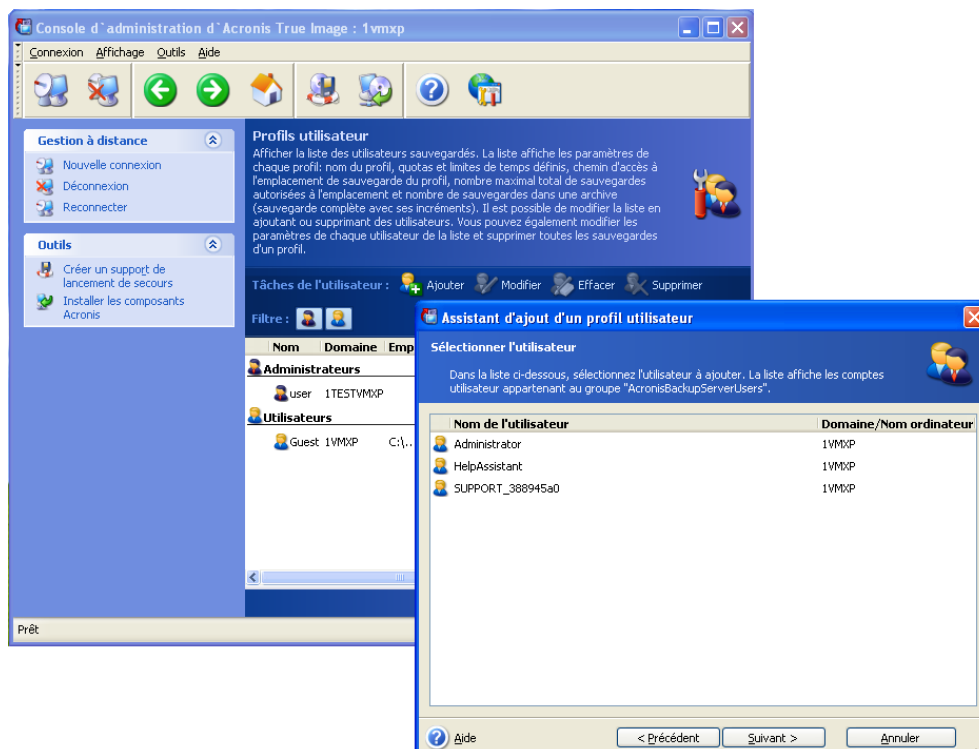 Console d`administration d`Acronis True Image : 1vmxp
Connexion Affichage Outils Aide
Gestion à distance
Nouvelle connexion
Déconnexion
Reconnecter
Outils
Créer un support de
lancement de secours
Installer les composants
Acronis
Profils utilisateur
Afficher la liste des utilisateurs sauvegardés. La liste affiche les paramètres de
chaque profil: nom du profil, quotas et limites de temps définis, chemin d'accès à
l'emplacement de sauvegarde du profil, nombre maximal total de sauvegardes
autorisées à l'emplacement et nombre de sauvegardes dans une archive
(sauvegarde complète avec ses incréments). Il est possible de modifier la liste en
ajoutant ou supprimant des utilisateurs. Vous pouvez également modifier les
paramètres de chaque utilisateur de la liste et supprimer toutes les sauvegardes
d'un profil.
Tâches de l'utilisateur : Ajouter Modifier Effacer Supprimer
Filtre :
Nom Domaine Emp
Administrateurs
user 1TESTVMXP
Utilisateurs
Guest 1VMXP C:\..
Prêt
Assistant d'ajout d'un profil utilisateur
Sélectionner l'utilisateur
Dans la liste ci-dessous, sélectionnez l'utilisateur à ajouter. La liste affiche les comptes
utilisateur appartenant au groupe "AcronisBackupServerUsers".
Nom de l'utilisateur Domaine/Nom ordinateur
Administrator 1VMXP
HelpAssistant 1VMXP
SUPPORT_388945a0 1VMXP
Aide < Précédent Suivant > Annuler